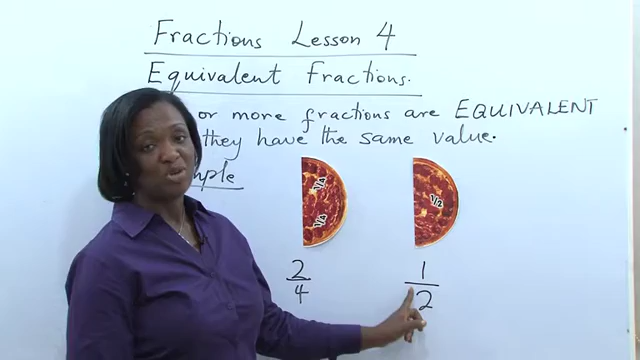 Fractions Lesson 4
Equivalent Fractions.
or more fractions are EQUIVALENT
they have the same value.
1/4
1/4
1/2
2
4
1
2